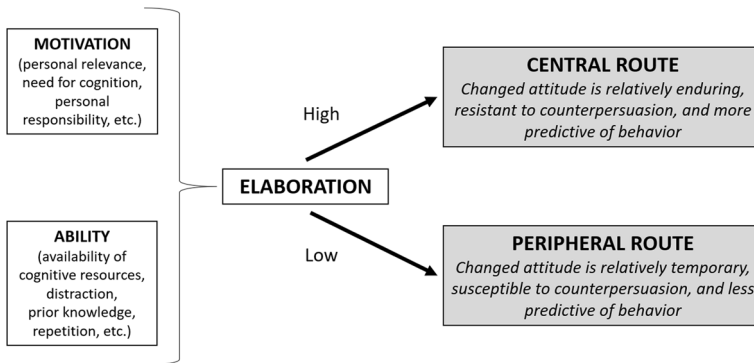 MOTIVATION
(personal relevance,
need for cognition,
personal
responsibility, etc.)
ABILITY
(availability of
cognitive resources,
distraction,
prior knowledge,
repetition, etc.)
ELABORATION
High
Low
CENTRAL ROUTE
Changed attitude is relatively enduring,
resistant to counterpersuasion, and more
predictive of behavior
PERIPHERAL ROUTE
Changed attitude is relatively temporary,
susceptible to counterpersuasion, and less
predictive of behavior